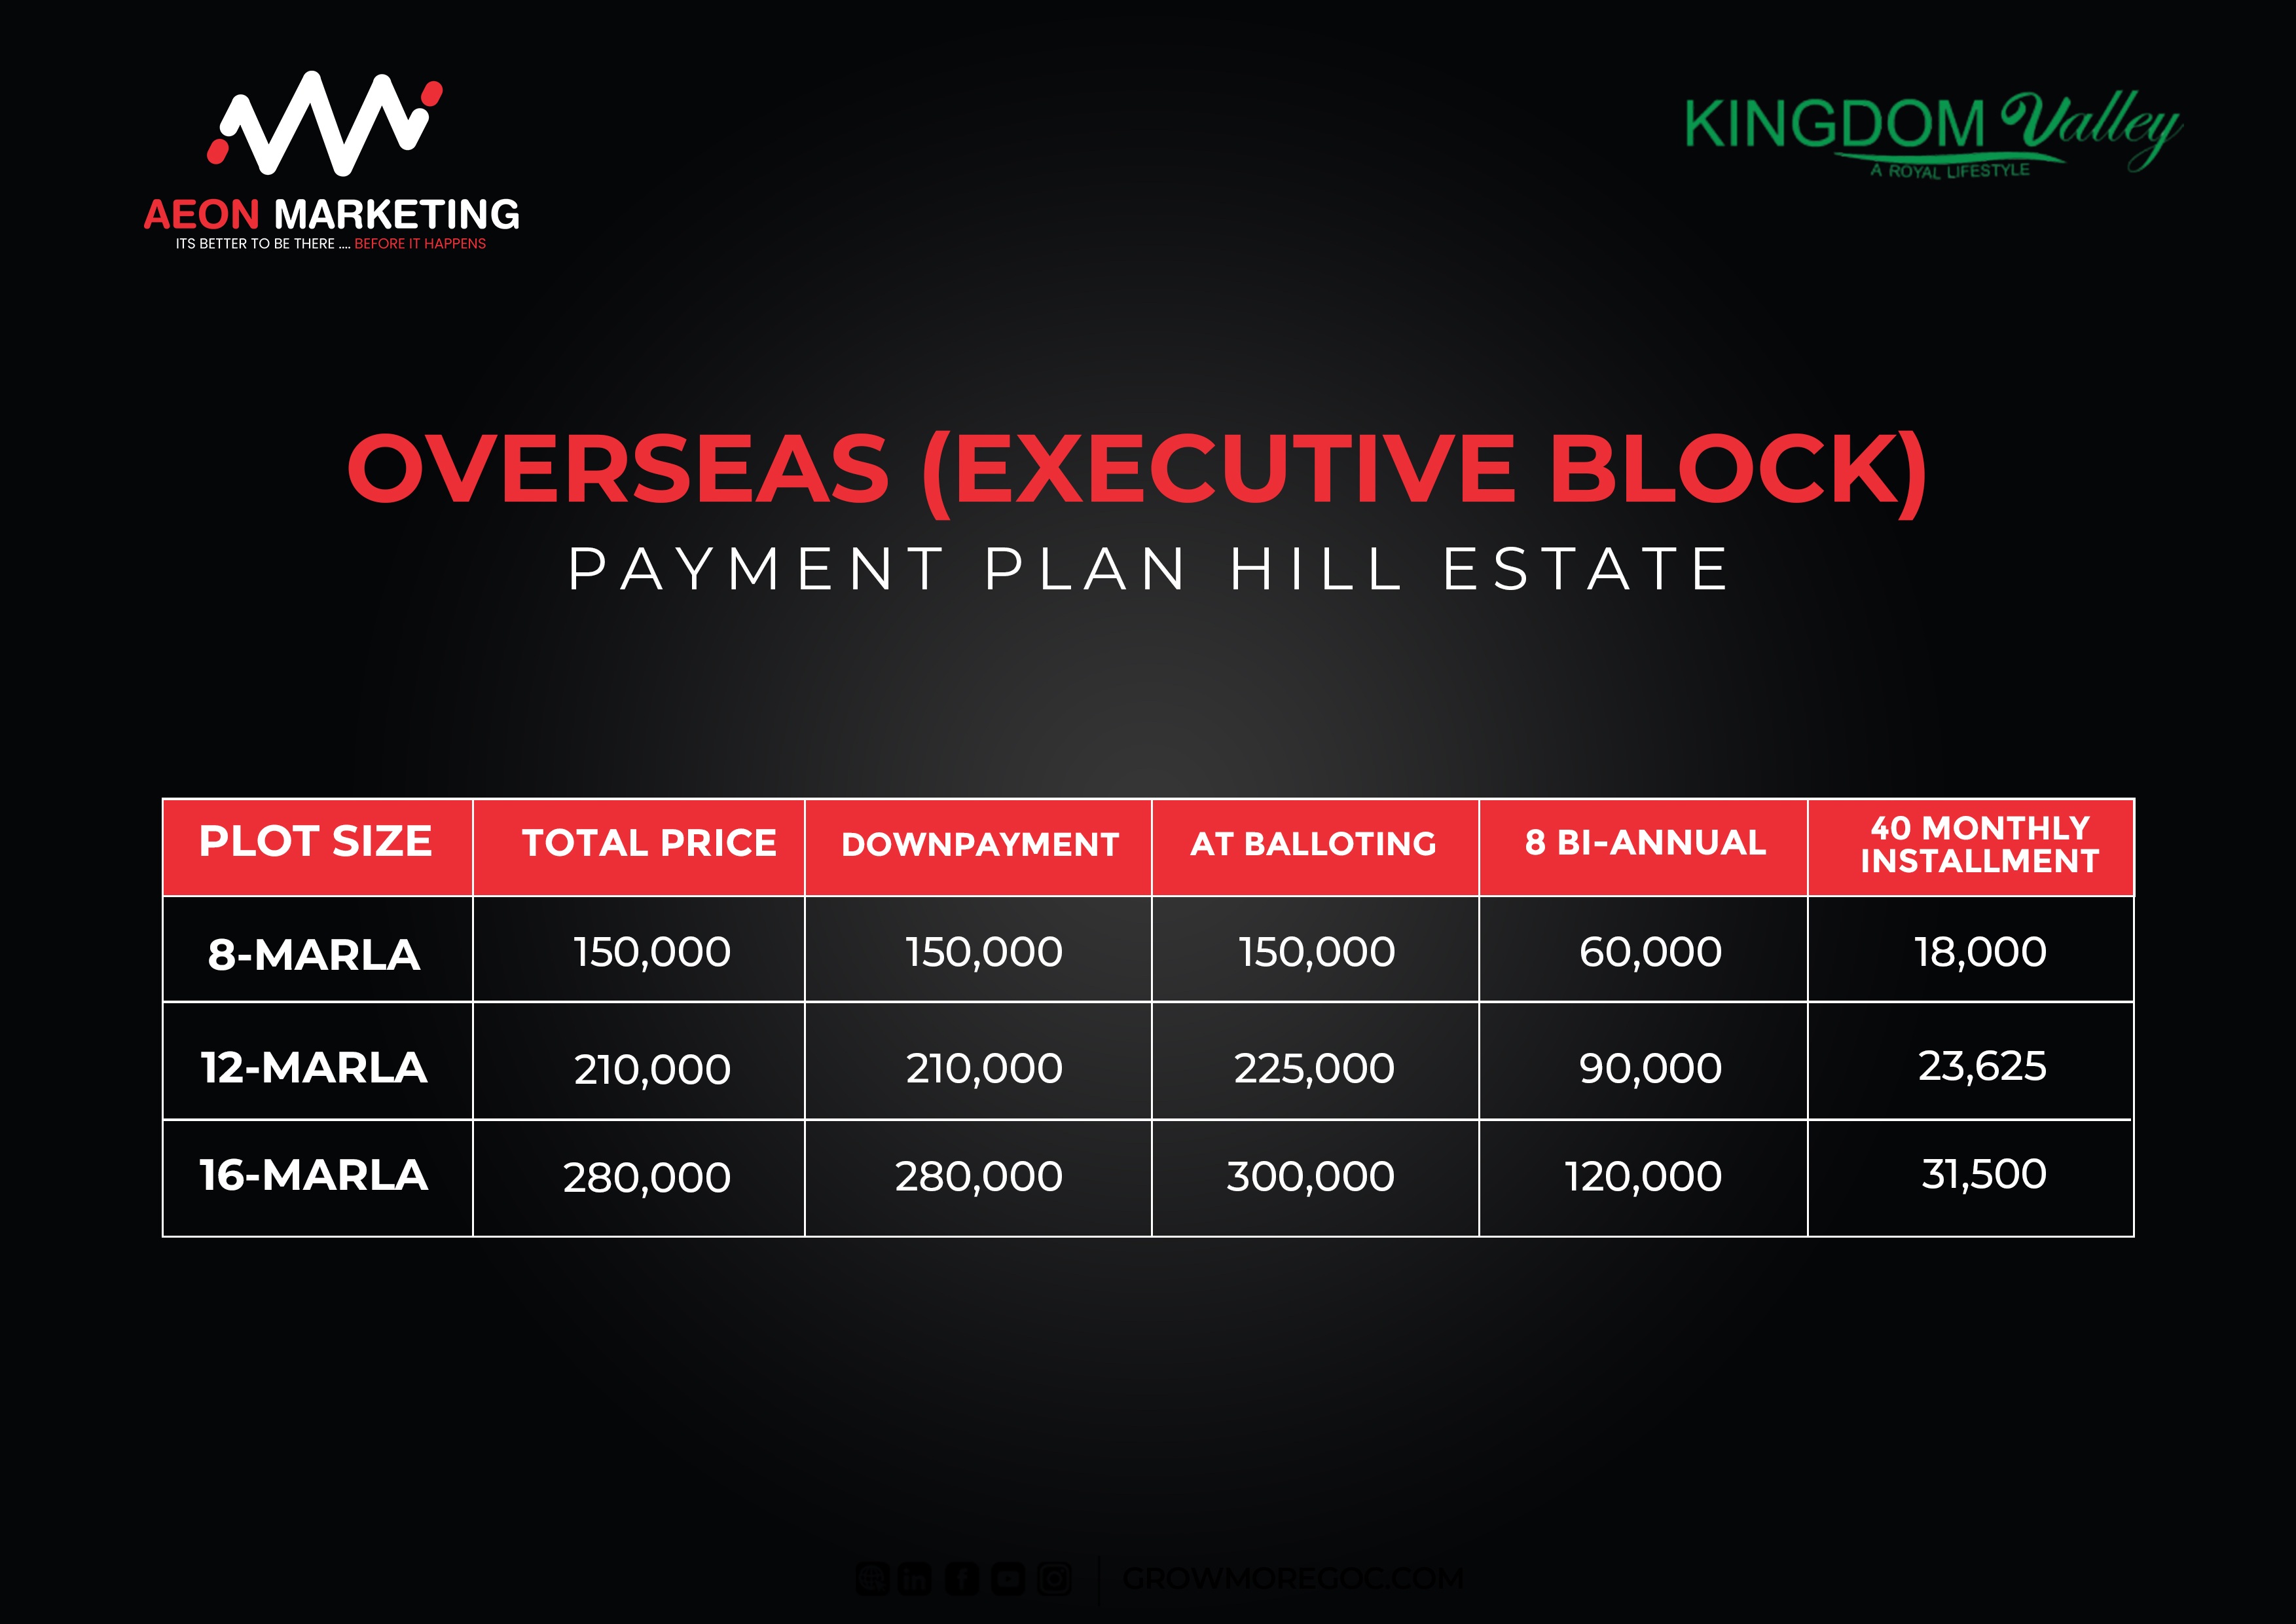 AEON MARKETING
ITS BETTER TO BE THERE .... BEFORE IT HAPPENS
KINGDOM Valley
A ROYAL LIFESTYLE
OVERSEAS (EXECUTIVE BLOCK)
PAYMENT PLAN HILL ESTATE
PLOT SIZE TOTAL PRICE DOWNPAYMENT AT BALLOTING 8 BI-ANNUAL 40 MONTHLY INSTALLMENT
8-MARLA 150,000 150,000 150,000 60,000 18,000
12-MARLA 210,000 210,000 225,000 90,000 23,625
16-MARLA 280,000 280,000 300,000 120,000 31,500
GROWMOREGOC.COM